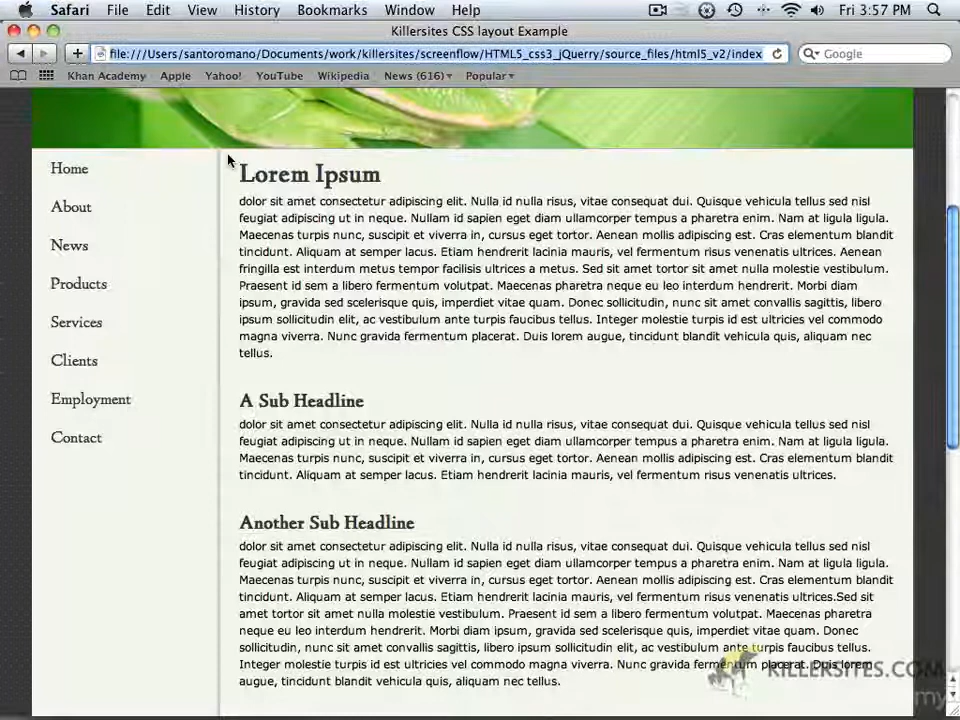 Safari File Edit View History Bookmarks Window Help Fri 3:57 PM
Killersites CSS layout Example
file:///Users/santoromano/Documents/work/killersites/screenflow/HTML5_css3_jQuerry/source_files/html5_v2/index
Google
Khan Academy Apple Yahoo! YouTube Wikipedia News (616) Popular
Home
About
News
Products
Services
Clients
Employment
Contact
Lorem Ipsum
dolor sit amet consectetur adipiscing elit. Nulla id nulla risus, vitae consequat dui. Quisque vehicula tellus sed nisl
feugiat adipiscing ut in neque. Nullam id sapien eget diam ullamcorper tempus a pharetra enim. Nam at ligula ligula.
Maecenas turpis nunc, suscipit et viverra in, cursus eget tortor. Aenean mollis adipiscing est. Cras elementum blandit
tincidunt. Aliquam at semper lacus. Etiam hendrerit lacinia mauris, vel fermentum risus venenatis ultrices. Aenean
fringilla est interdum metus tempor facilisis ultrices a metus. Sed sit amet tortor sit amet nulla molestie vestibulum.
Praesent id sem a libero fermentum volutpat. Maecenas pharetra neque eu leo interdum hendrerit. Morbi diam
ipsum, gravida sed scelerisque quis, imperdiet vitae quam. Donec sollicitudin, nunc sit amet convallis sagittis, libero
ipsum sollicitudin elit, ac vestibulum ante turpis faucibus tellus. Integer molestie turpis id est ultricies vel commodo
magna viverra. Nunc gravida fermentum placerat. Duis lorem augue, tincidunt blandit vehicula quis, aliquam nec
tellus.
A Sub Headline
dolor sit amet consectetur adipiscing elit. Nulla id nulla risus, vitae consequat dui. Quisque vehicula tellus sed nisl
feugiat adipiscing ut in neque. Nullam id sapien eget diam ullamcorper tempus a pharetra enim. Nam at ligula ligula.
Maecenas turpis nunc, suscipit et viverra in, cursus eget tortor. Aenean mollis adipiscing est. Cras elementum blandit
tincidunt. Aliquam at semper lacus. Etiam hendrerit lacinia mauris, vel fermentum risus venenatis ultrices.
Another Sub Headline
dolor sit amet consectetur adipiscing elit. Nulla id nulla risus, vitae consequat dui. Quisque vehicula tellus sed nisl
feugiat adipiscing ut in neque. Nullam id sapien eget diam ullamcorper tempus a pharetra enim. Nam at ligula ligula.
Maecenas turpis nunc, suscipit et viverra in, cursus eget tortor. Aenean mollis adipiscing est. Cras elementum blandit
tincidunt. Aliquam at semper lacus. Etiam hendrerit lacinia mauris, vel fermentum risus venenatis ultrices.Sed sit
amet tortor sit amet nulla molestie vestibulum. Praesent id sem a libero fermentum volutpat. Maecenas pharetra
neque eu leo interdum hendrerit. Morbi diam ipsum, gravida sed scelerisque quis, imperdiet vitae quam. Donec
sollicitudin, nunc sit amet convallis sagittis, libero ipsum sollicitudin elit, ac vestibulum ante turpis faucibus tellus.
Integer molestie turpis id est ultricies vel commodo magna viverra. Nunc gravida fermentum placerat. Duis lorem
augue, tincidunt blandit vehicula quis, aliquam nec tellus.
KILLERSITES.COM